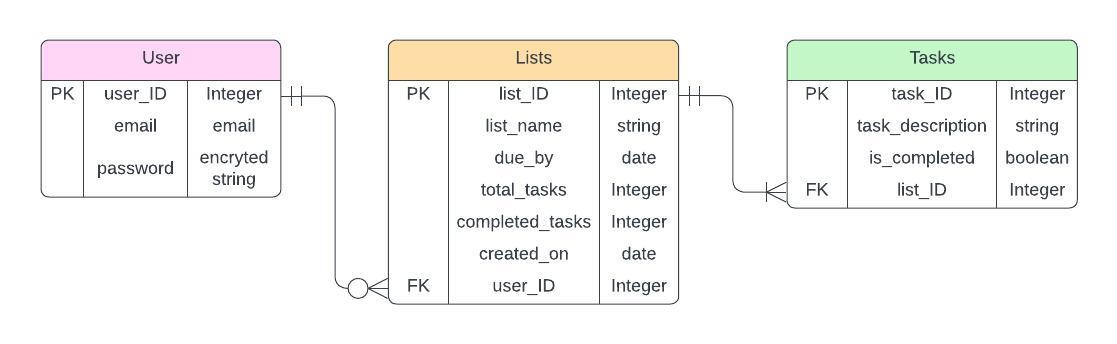 User
PK user_ID Integer
email email
password encryted
string
Lists
PK list_ID Integer
list_name string
due_by date
total_tasks Integer
completed_tasks Integer
created_on date
FK user_ID Integer
Tasks
PK task_ID Integer
task_description string
is_completed boolean
FK list_ID Integer